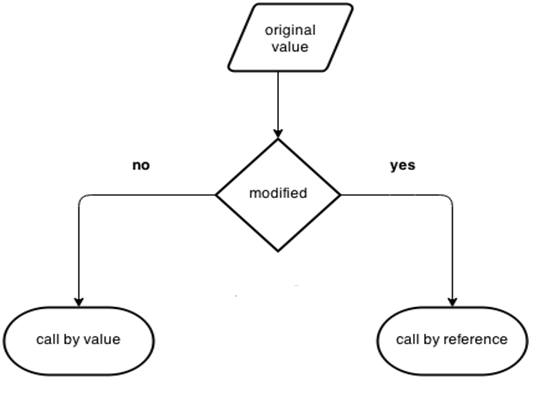 original
value
no
yes
modified
call by value
call by reference